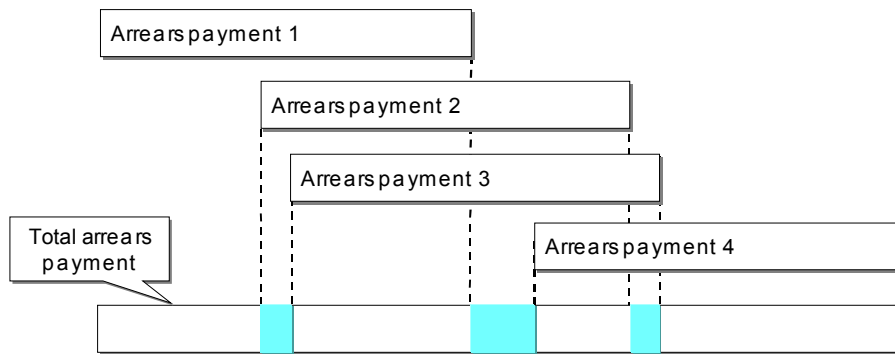 Arrears payment 1
Arrears payment 2
Arrears payment 3
Total arrears
payment
Arrears payment 4